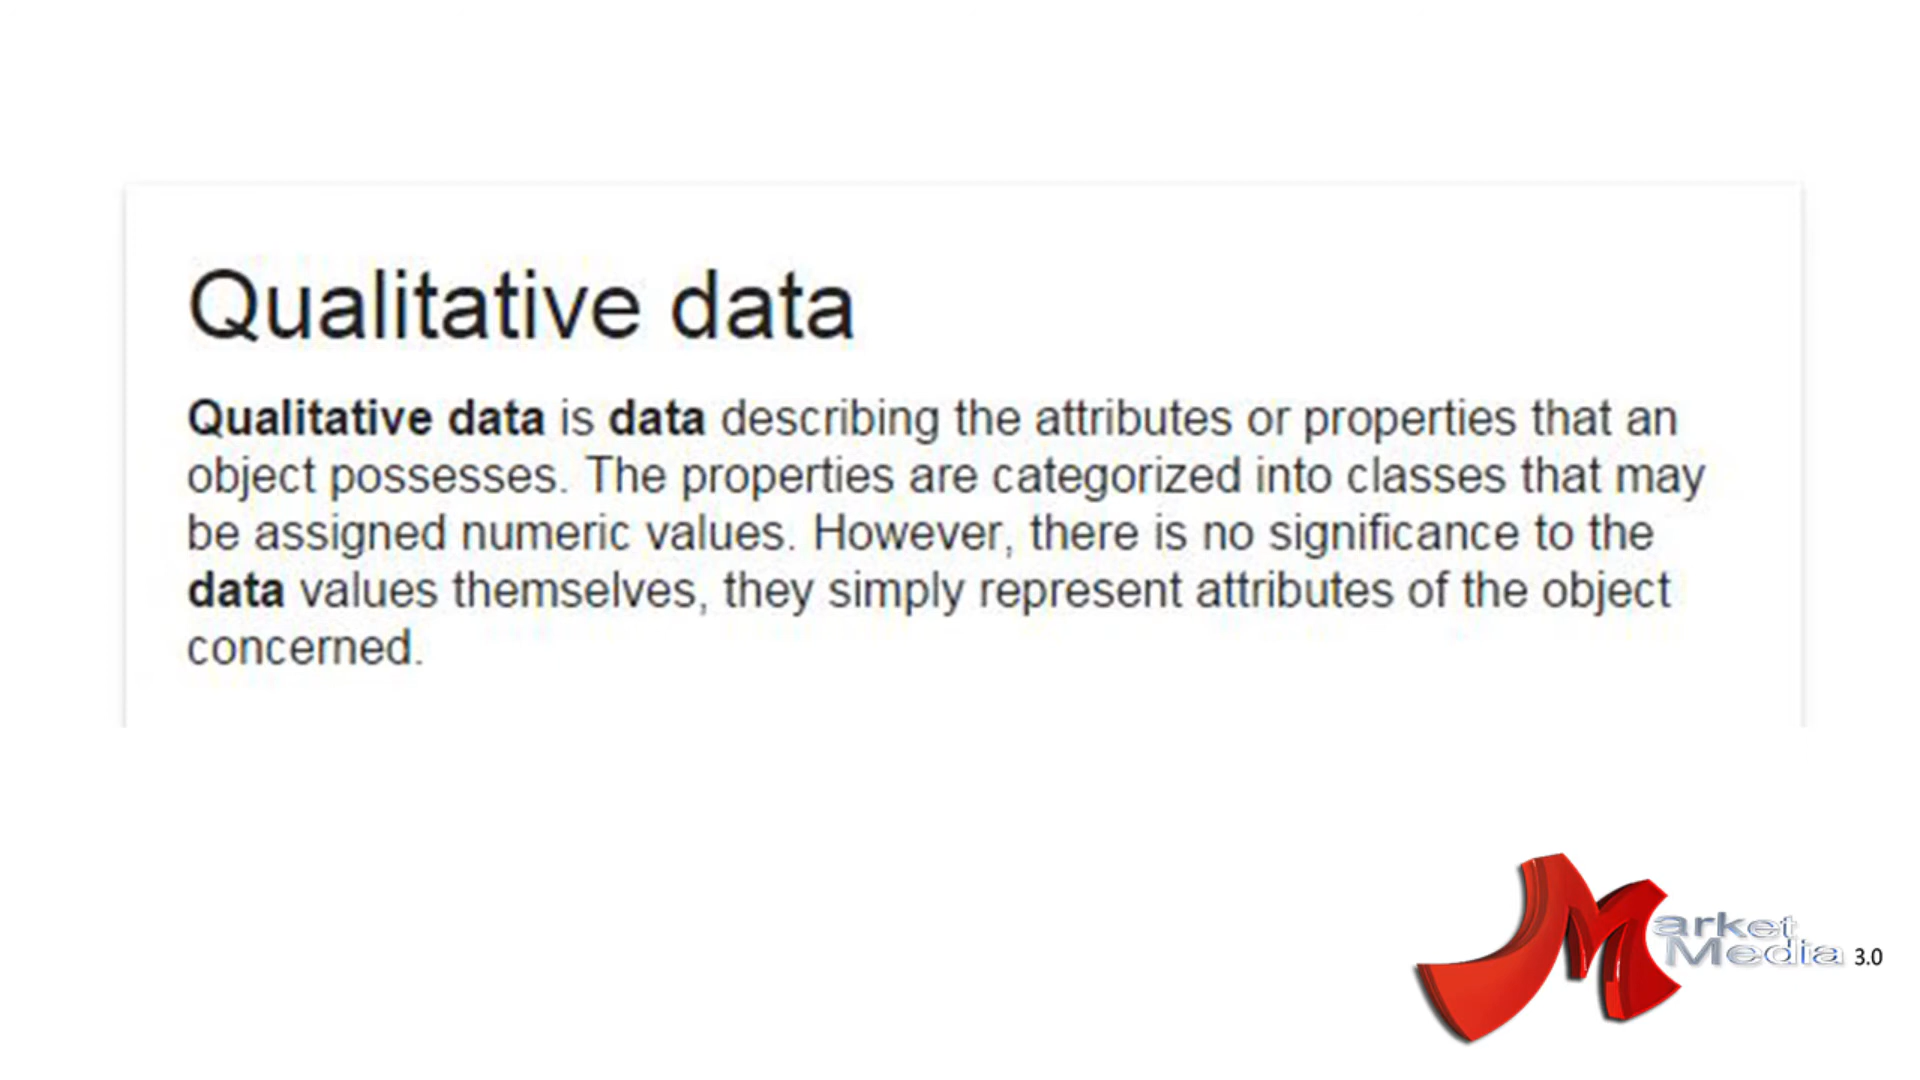 Qualitative data
Qualitative data is data describing the attributes or properties that an
object possesses. The properties are categorized into classes that may
be assigned numeric values. However, there is no significance to the
data values themselves, they simply represent attributes of the object
concerned.
Market
Media 3.0